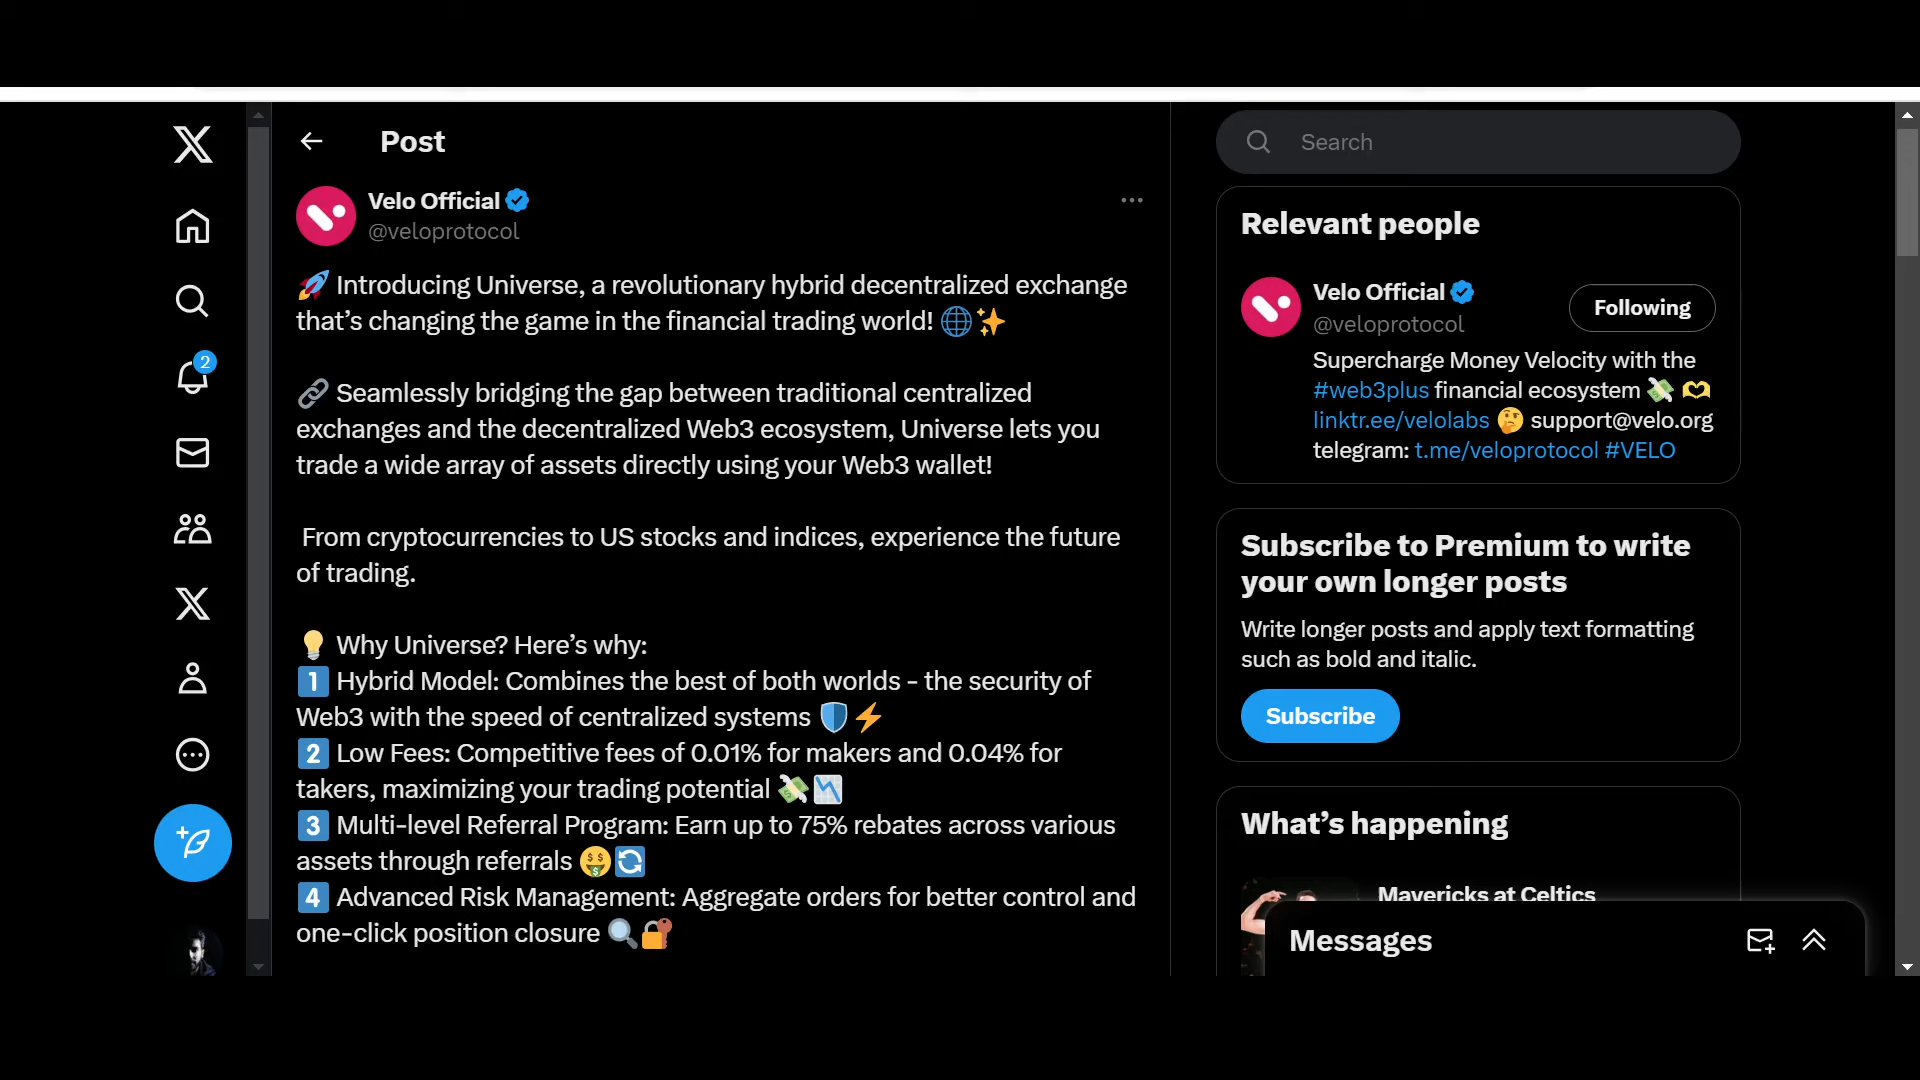 Post
Velo Official
@veloprotocol
🚀 Introducing Universe, a revolutionary hybrid decentralized exchange
that’s changing the game in the financial trading world! 🌐✨
🔗 Seamlessly bridging the gap between traditional centralized
exchanges and the decentralized Web3 ecosystem, Universe lets you
trade a wide array of assets directly using your Web3 wallet!
From cryptocurrencies to US stocks and indices, experience the future
of trading.
💡 Why Universe? Here’s why:
1️⃣ Hybrid Model: Combines the best of both worlds - the security of
Web3 with the speed of centralized systems 🛡️⚡
2️⃣ Low Fees: Competitive fees of 0.01% for makers and 0.04% for
takers, maximizing your trading potential 💸📉
3️⃣ Multi-level Referral Program: Earn up to 75% rebates across various
assets through referrals 🤑🔄
4️⃣ Advanced Risk Management: Aggregate orders for better control and
one-click position closure 🔍🔐
2
Search
Relevant people
Velo Official
@veloprotocol
Following
Supercharge Money Velocity with the
#web3plus financial ecosystem 💸 🫶
linktr.ee/velolabs 🤔 support@velo.org
telegram: t.me/veloprotocol #VELO
Subscribe to Premium to write
your own longer posts
Write longer posts and apply text formatting
such as bold and italic.
Subscribe
What’s happening
Mavericks at Celtics
Messages